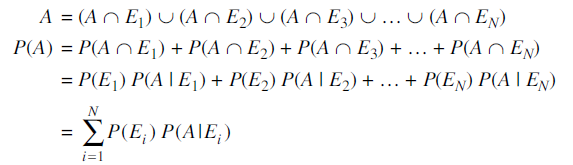 A = (A ∩ E₁) ∪ (A ∩ E₂) ∪ (A ∩ E₃) ∪ … ∪ (A ∩ E_N)
P(A) = P(A ∩ E₁) + P(A ∩ E₂) + P(A ∩ E₃) + … + P(A ∩ E_N)
= P(E₁) P(A | E₁) + P(E₂) P(A | E₂) + … + P(E_N) P(A | E_N)
= ∑_{i=1}^{N} P(E_i) P(A|E_i)